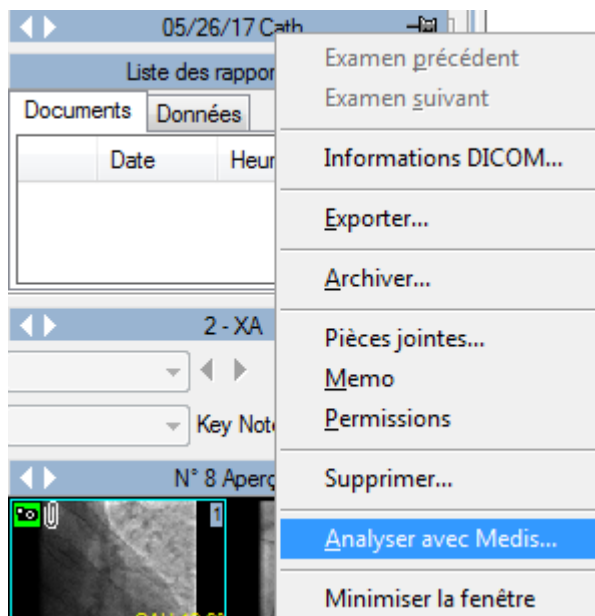 05/26/17 Cath
Liste des rappor
Documents
Données
Date
Heur
2 - XA
Key Not
N° 8 Aperç
1
Examen précédent
Examen suivant
Informations DICOM...
Exporter...
Archiver...
Pièces jointes...
Memo
Permissions
Supprimer...
Analyser avec Medis...
Minimiser la fenêtre